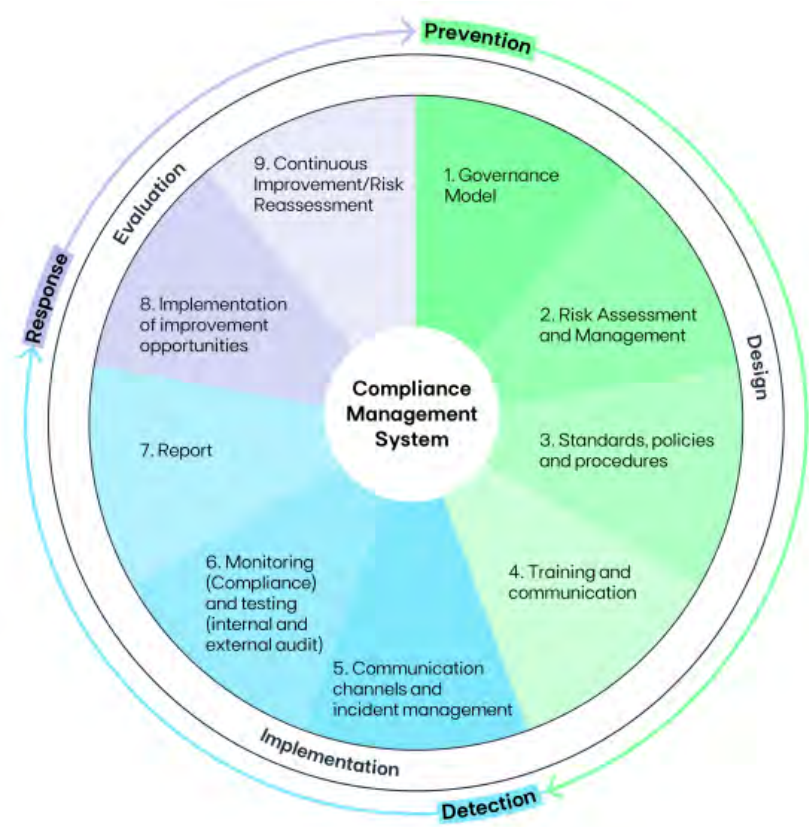 Prevention
9. Continuous
Improvement/Risk
Reassessment
1. Governance
Model
Evaluation
Response
8. Implementation
of improvement
opportunities
2. Risk Assessment
and Management
Design
Compliance
Management
System
7. Report
3. Standards, policies
and procedures
6. Monitoring
(Compliance)
and testing
(internal and
external audit)
4. Training and
communication
5. Communication
channels and
incident management
Implementation
Detection